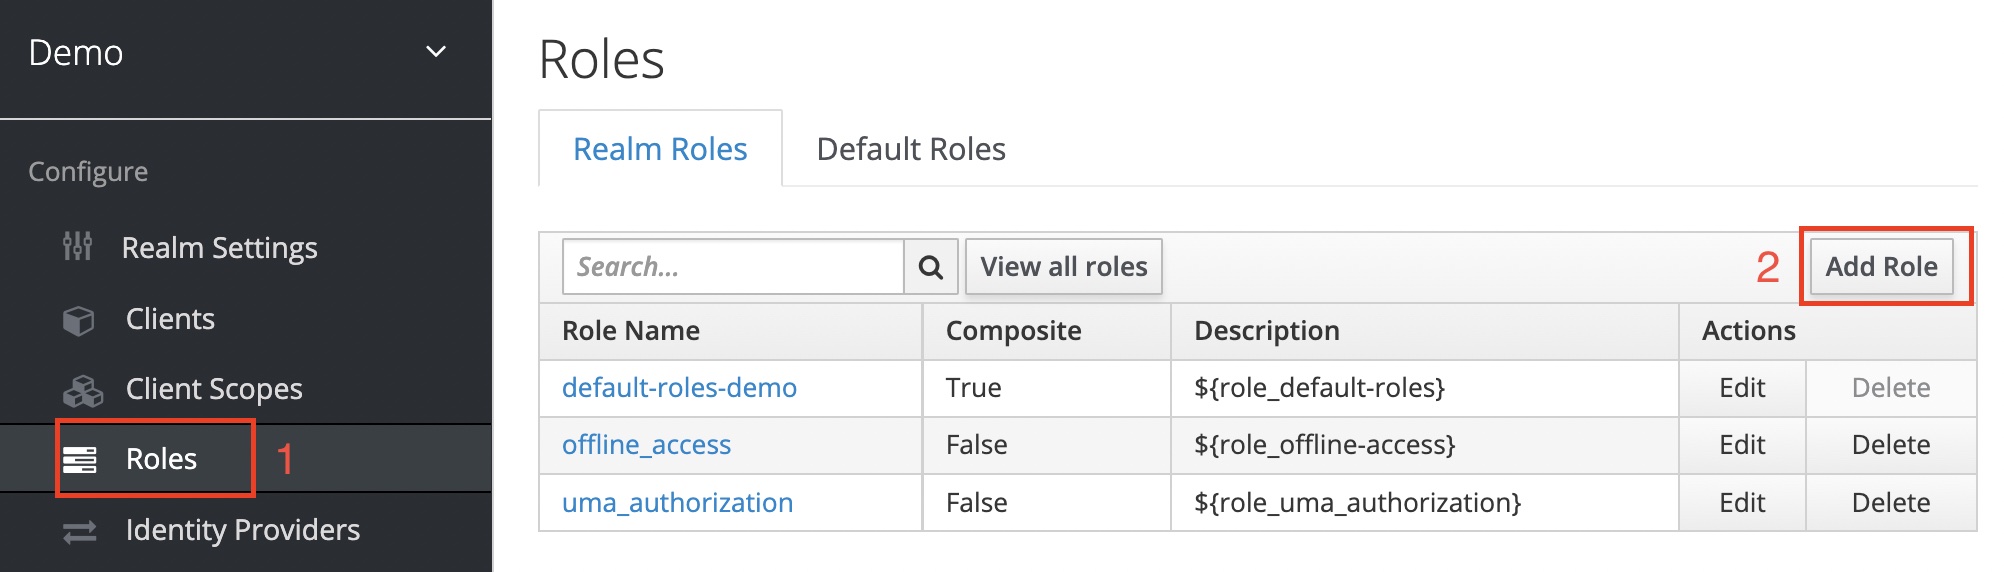 Demo
Configure
Realm Settings
Clients
Client Scopes
Roles 1
Identity Providers
Roles
Realm Roles Default Roles
Search... View all roles 2 Add Role
Role Name Composite Description Actions
default-roles-demo True ${role_default-roles} Edit Delete
offline_access False ${role_offline-access} Edit Delete
uma_authorization False ${role_uma_authorization} Edit Delete